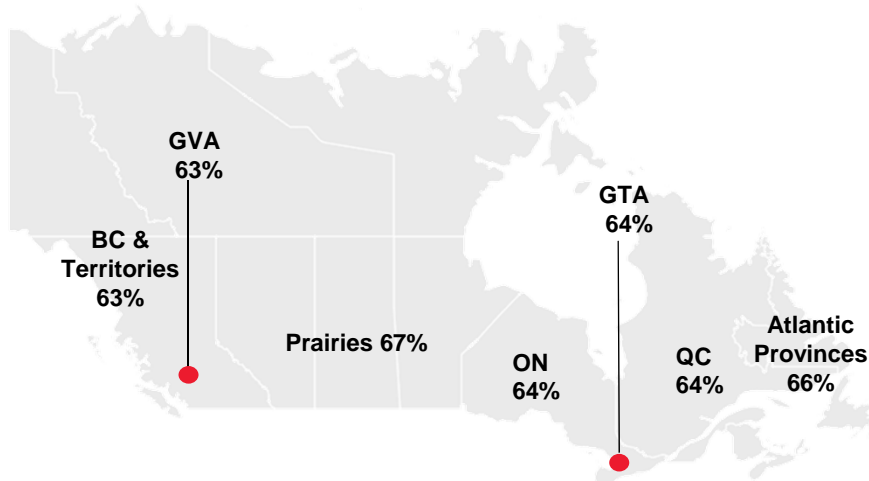 GVA
63%
BC &
Territories
63%
Prairies 67%
ON
64%
GTA
64%
QC
64%
Atlantic
Provinces
66%